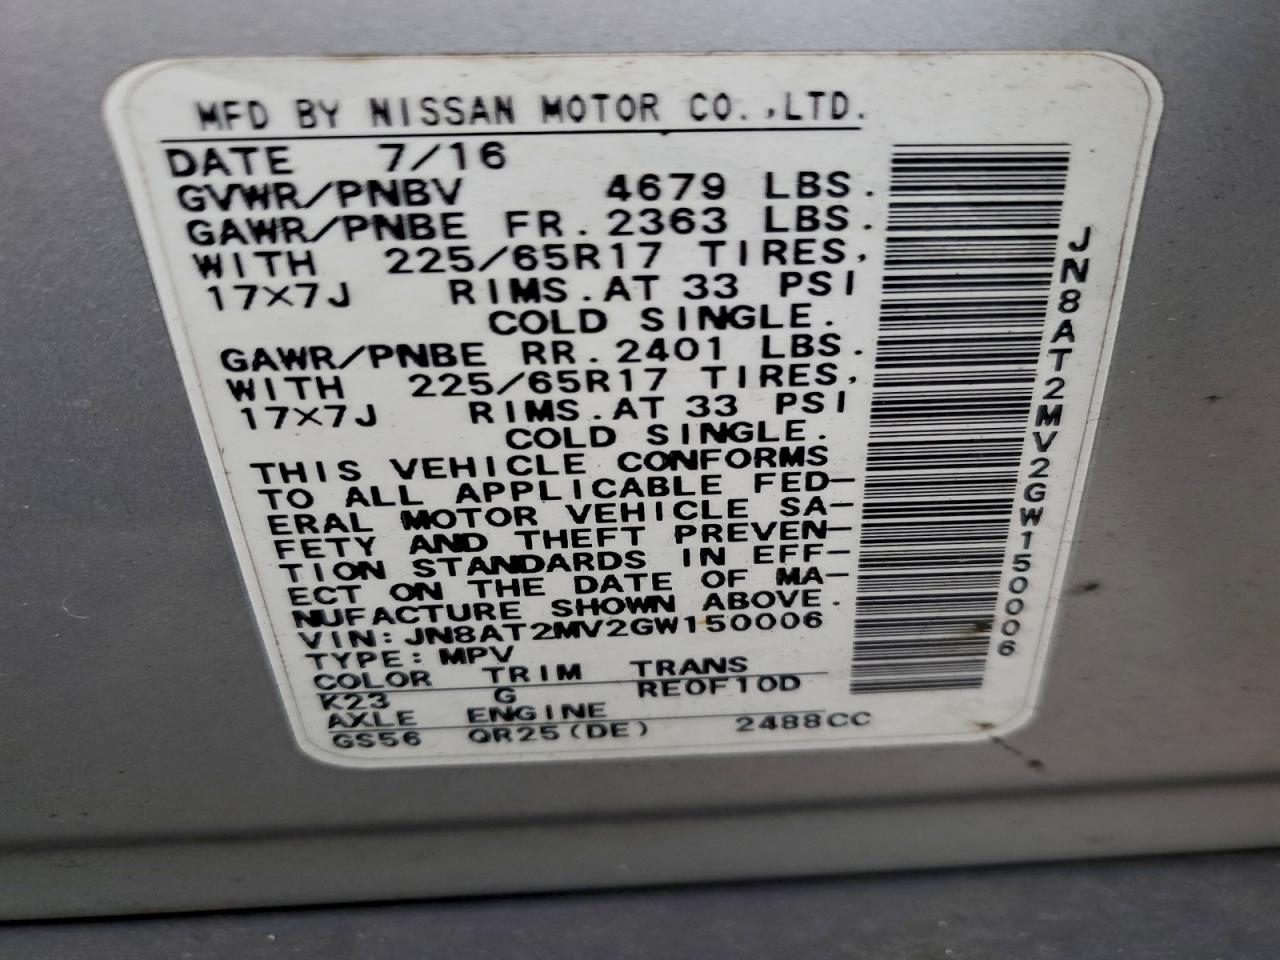 MFD BY NISSAN MOTOR CO.,LTD.
DATE 7/16
GVWR/PNBV 4679 LBS.
GAWR/PNBE FR. 2363 LBS.
WITH 225/65R17 TIRES,
17×7J RIMS.AT 33 PSI
COLD SINGLE.
GAWR/PNBE RR. 2401 LBS.
WITH 225/65R17 TIRES,
17×7J RIMS.AT 33 PSI
COLD SINGLE.
THIS VEHICLE CONFORMS
TO ALL APPLICABLE FED-
ERAL MOTOR VEHICLE SA-
FETY AND THEFT PREVEN-
TION STANDARDS IN EFF-
ECT ON THE DATE OF MA-
NUFACTURE SHOWN ABOVE.
VIN:JN8AT2MV2GW150006
TYPE:MPV
COLOR TRIM TRANS
K23 G RE0F10D
AXLE ENGINE
GS56 QR25(DE) 2488CC
JN8AT2MV2GW150006